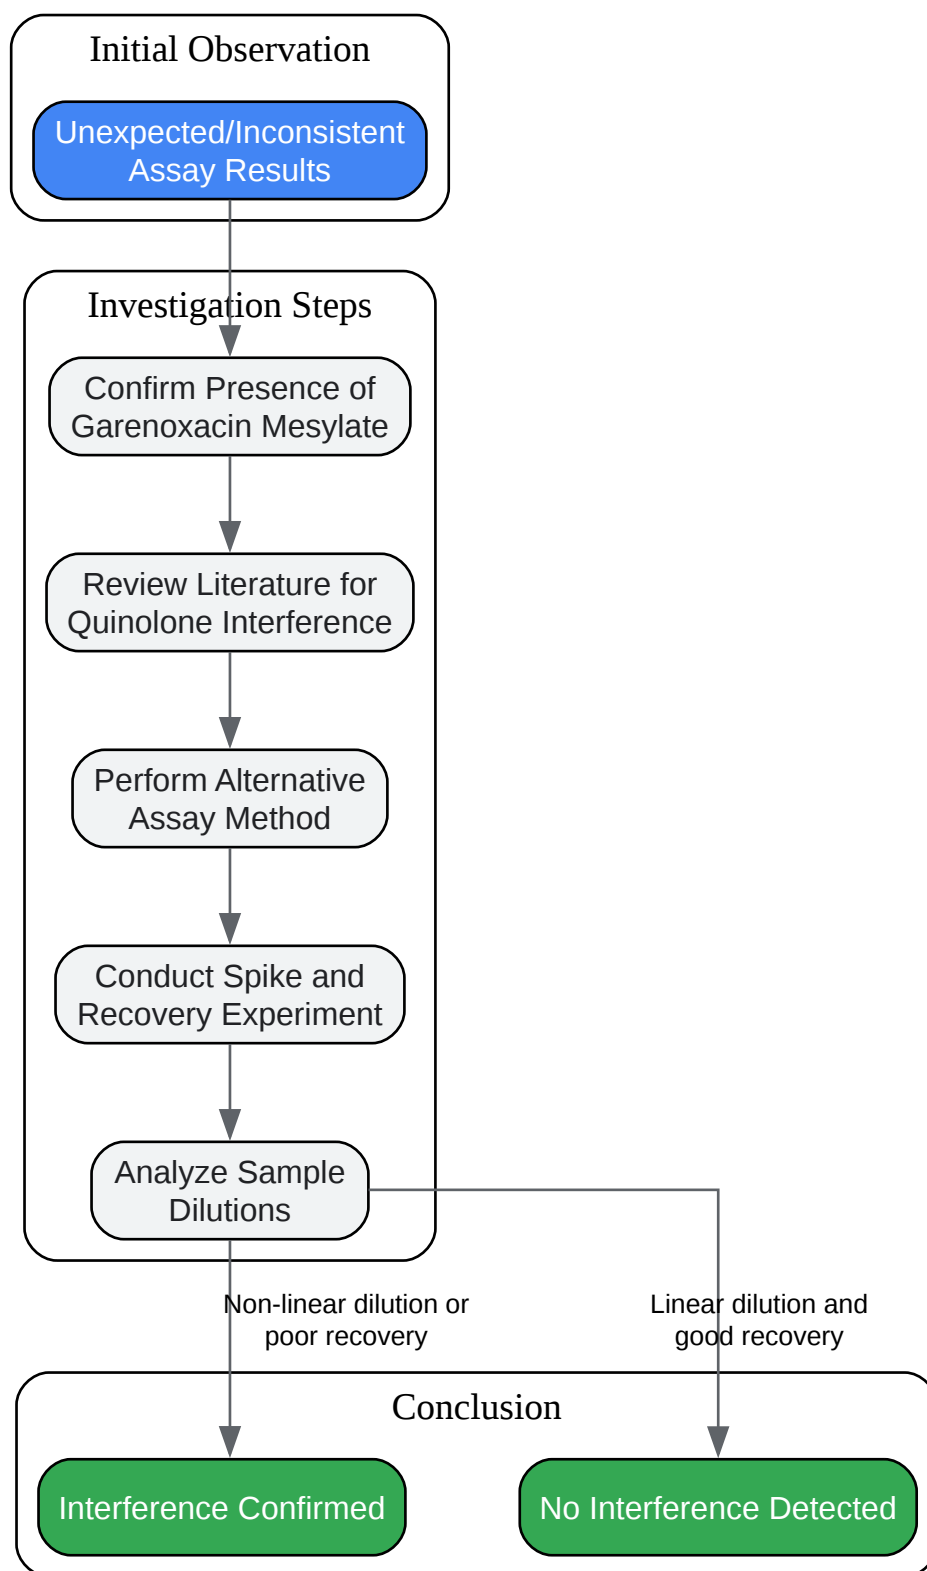 Initial Observation
Unexpected/Inconsistent
Assay Results
Investigation Steps
Confirm Presence of
Garenoxacin Mesylate
Review Literature for
Quinolone Interference
Perform Alternative
Assay Method
Conduct Spike and
Recovery Experiment
Analyze Sample
Dilutions
Non-linear dilution or
poor recovery
Linear dilution and
good recovery
Conclusion
Interference Confirmed
No Interference Detected